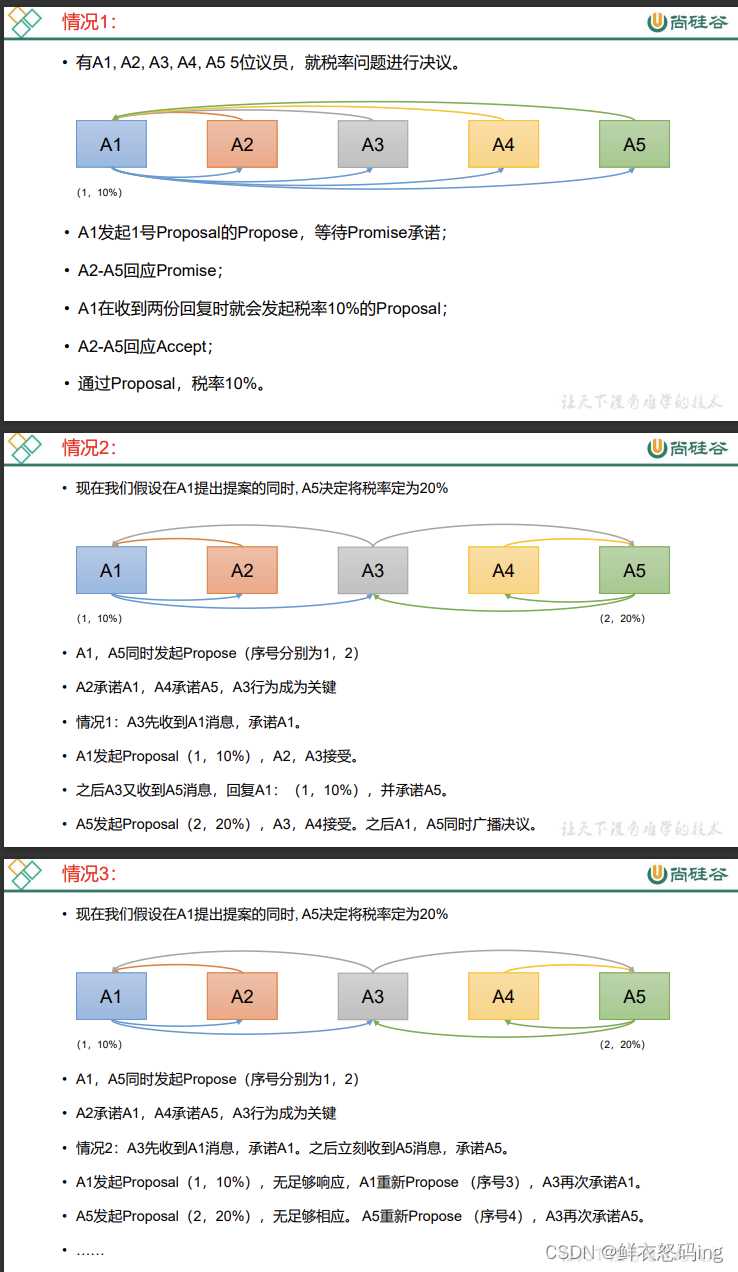 情况1：
尚硅谷
• 有A1, A2, A3, A4, A5 5位议员，就税率问题进行决议。
A1
A2
A3
A4
A5
（1，10%）
• A1发起1号Proposal的Propose，等待Promise承诺；
• A2-A5回应Promise；
• A1在收到两份回复时就会发起税率10%的Proposal；
• A2-A5回应Accept；
• 通过Proposal，税率10%。
让天下没有难学的技术
情况2：
尚硅谷
• 现在我们假设在A1提出提案的同时, A5决定将税率定为20%
A1
A2
A3
A4
A5
（1，10%）
（2，20%）
• A1，A5同时发起Propose（序号分别为1，2）
• A2承诺A1，A4承诺A5，A3行为成为关键
• 情况1：A3先收到A1消息，承诺A1。
• A1发起Proposal（1，10%），A2，A3接受。
• 之后A3又收到A5消息，回复A1：（1，10%），并承诺A5。
• A5发起Proposal（2，20%），A3，A4接受。之后A1，A5同时广播决议。
让天下没有难学的技术
情况3：
尚硅谷
• 现在我们假设在A1提出提案的同时, A5决定将税率定为20%
A1
A2
A3
A4
A5
（1，10%）
（2，20%）
• A1，A5同时发起Propose（序号分别为1，2）
• A2承诺A1，A4承诺A5，A3行为成为关键
• 情况2：A3先收到A1消息，承诺A1。之后立刻收到A5消息，承诺A5。
• A1发起Proposal（1，10%），无足够响应，A1重新Propose （序号3），A3再次承诺A1。
• A5发起Proposal（2，20%），无足够相应。 A5重新Propose （序号4），A3再次承诺A5。
• ……
CSDN @鲜衣怒码ing